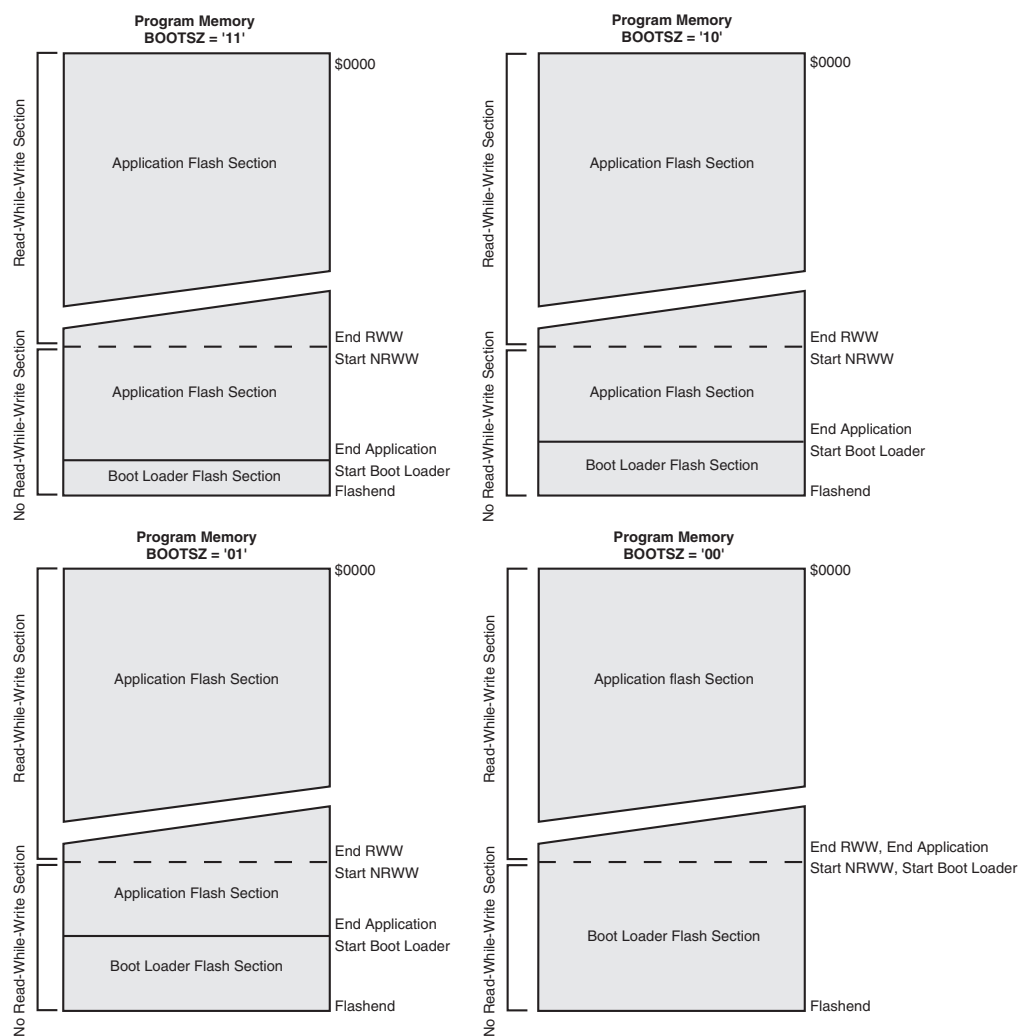 Program Memory
BOOTSZ = '11'
$0000
Read-While-Write Section
Application Flash Section
End RWW
Start NRWW
No Read-While-Write Section
Application Flash Section
End Application
Start Boot Loader
Boot Loader Flash Section
Flashend
Program Memory
BOOTSZ = '10'
$0000
Read-While-Write Section
Application Flash Section
End RWW
Start NRWW
No Read-While-Write Section
Application Flash Section
End Application
Start Boot Loader
Boot Loader Flash Section
Flashend
Program Memory
BOOTSZ = '01'
$0000
Read-While-Write Section
Application Flash Section
End RWW
Start NRWW
No Read-While-Write Section
Application Flash Section
End Application
Start Boot Loader
Boot Loader Flash Section
Flashend
Program Memory
BOOTSZ = '00'
$0000
Read-While-Write Section
Application flash Section
End RWW, End Application
Start NRWW, Start Boot Loader
No Read-While-Write Section
Boot Loader Flash Section
Flashend